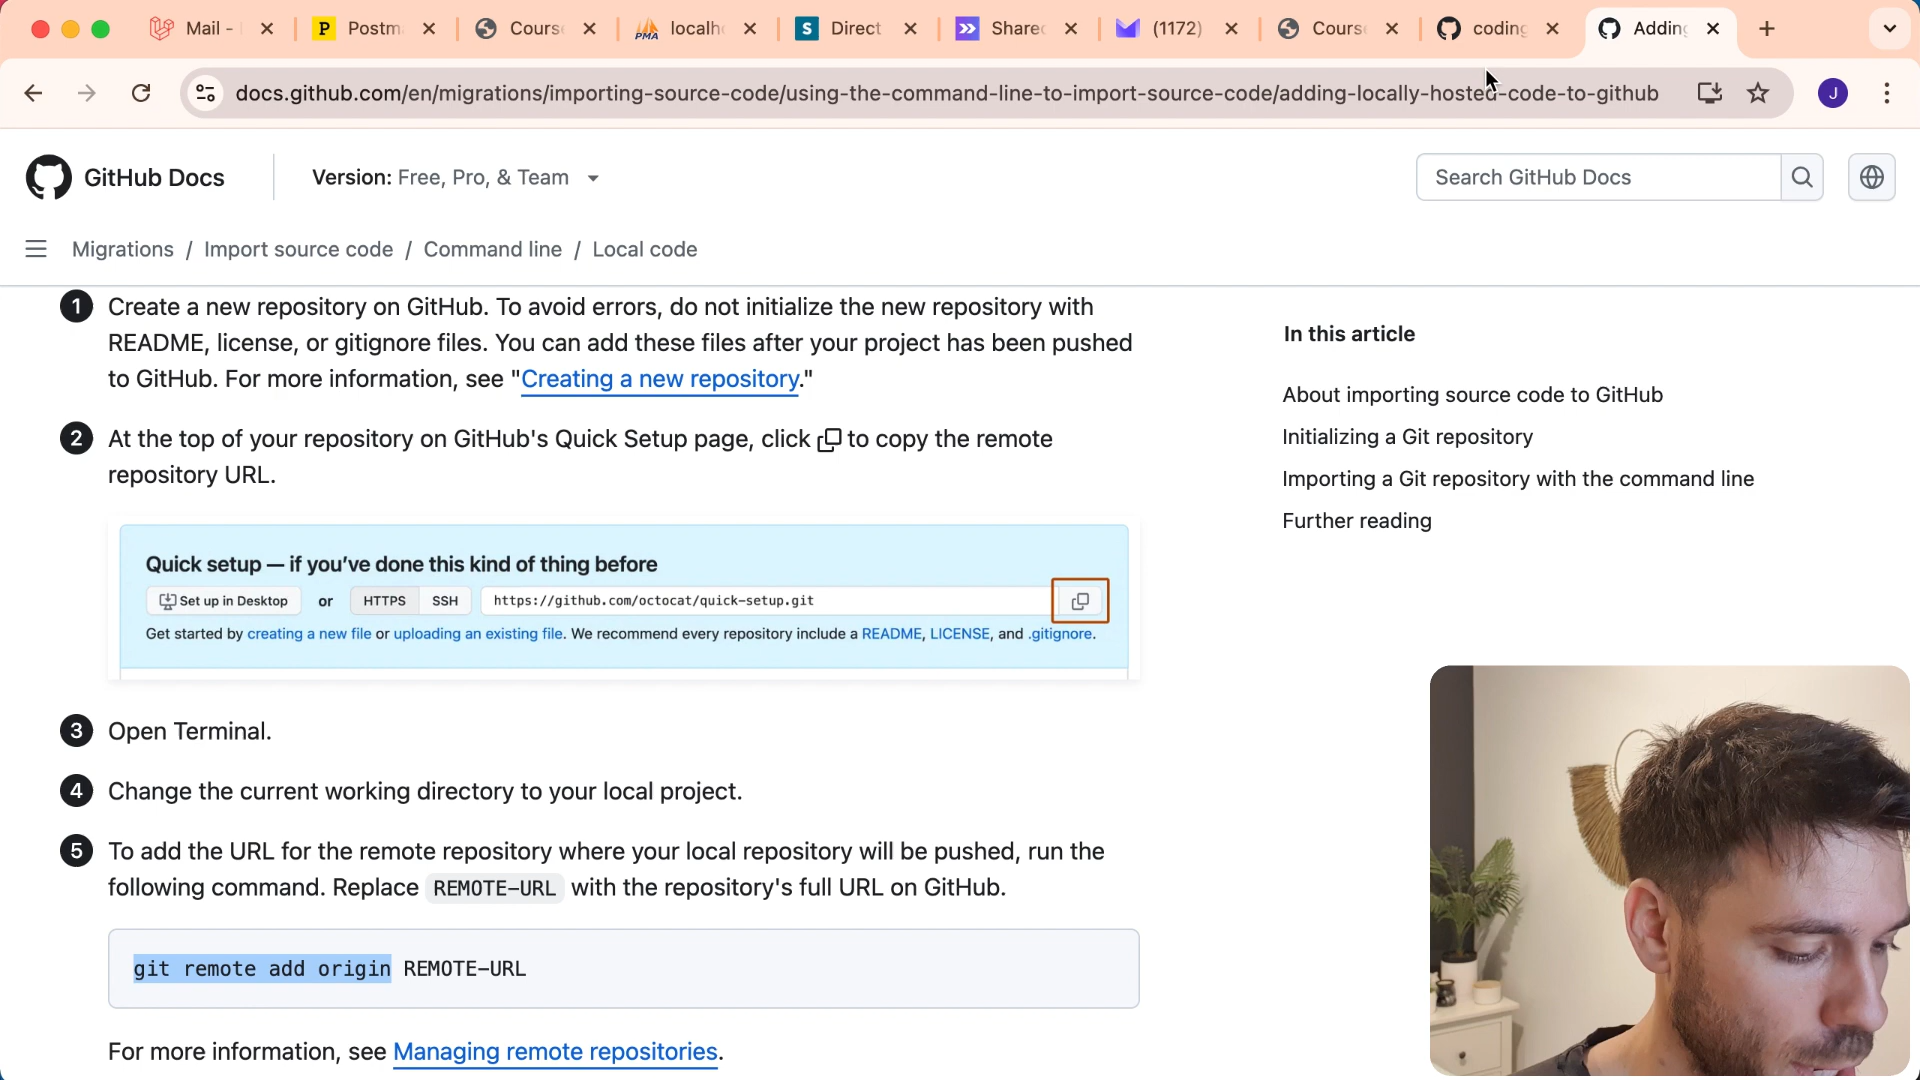 Mail -
Postm
Cours
localh
Direct
Shared
(1172)
Cours
coding
Adding
docs.github.com/en/migrations/importing-source-code/using-the-command-line-to-import-source-code/adding-locally-hosted-code-to-github
J
GitHub Docs
Version: Free, Pro, & Team
Search GitHub Docs
Migrations / Import source code / Command line / Local code
1 Create a new repository on GitHub. To avoid errors, do not initialize the new repository with
README, license, or gitignore files. You can add these files after your project has been pushed
to GitHub. For more information, see "Creating a new repository."
2 At the top of your repository on GitHub's Quick Setup page, click to copy the remote
repository URL.
Quick setup — if you've done this kind of thing before
Set up in Desktop or HTTPS SSH https://github.com/octocat/quick-setup.git
Get started by creating a new file or uploading an existing file. We recommend every repository include a README, LICENSE, and .gitignore.
3 Open Terminal.
4 Change the current working directory to your local project.
5 To add the URL for the remote repository where your local repository will be pushed, run the
following command. Replace REMOTE-URL with the repository's full URL on GitHub.
git remote add origin REMOTE-URL
For more information, see Managing remote repositories.
In this article
About importing source code to GitHub
Initializing a Git repository
Importing a Git repository with the command line
Further reading